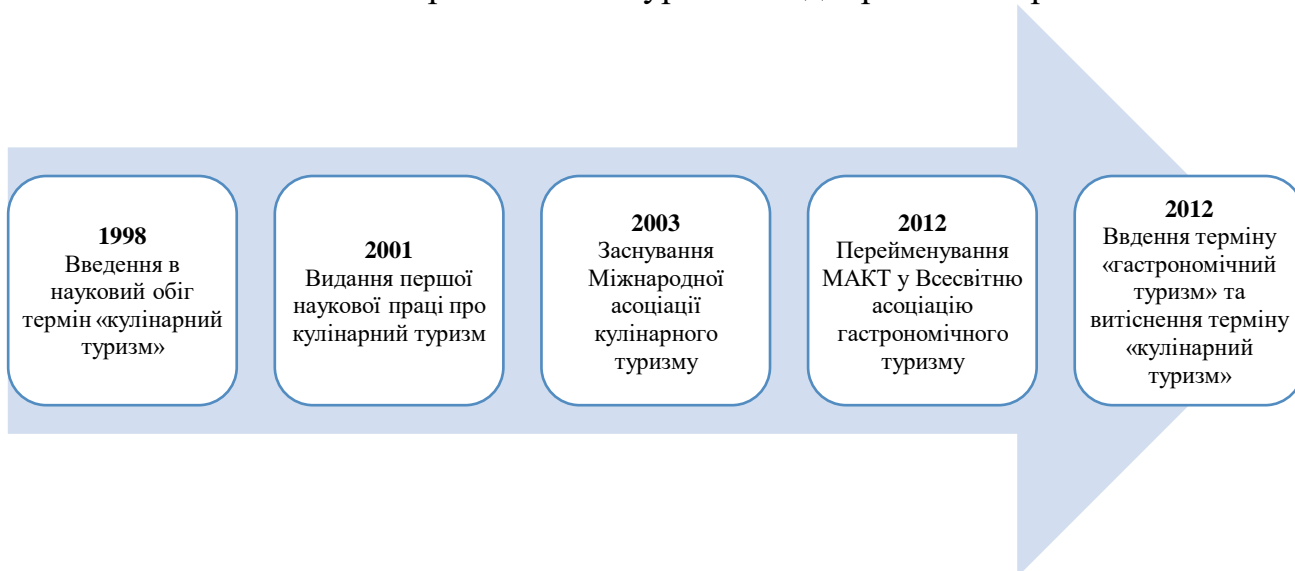 1998
Введення в
науковий обіг
термін «кулінарний
туризм»
2001
Видання першої
наукової праці про
кулінарний туризм
2003
Заснування
Міжнародної
асоціації
кулінарного
туризму
2012
Перейменування
МАКТ у Всесвітню
асоціацію
гастрономічного
туризму
2012
Ввдення терміну
«гастрономічний
туризм» та
витіснення терміну
«кулінарний
туризм»